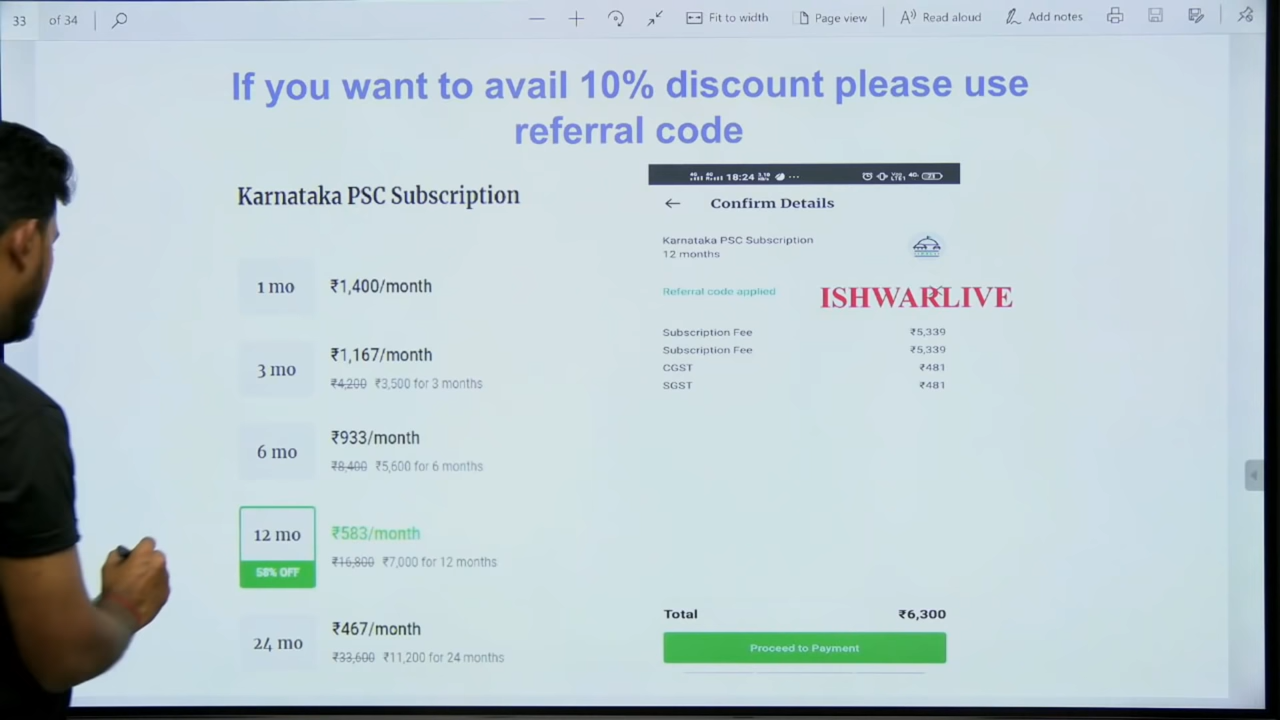 33 of 34 Fit to width Page view Read aloud Add notes
If you want to avail 10% discount please use
referral code
Karnataka PSC Subscription
1 mo ₹1,400/month
3 mo ₹1,167/month
₹4,200 ₹3,500 for 3 months
6 mo ₹933/month
₹8,400 ₹5,600 for 6 months
12 mo ₹583/month
58% OFF ₹16,800 ₹7,000 for 12 months
24 mo ₹467/month
₹33,600 ₹11,200 for 24 months
18:24
Confirm Details
Karnataka PSC Subscription
12 months
Referral code applied ISHWARLIVE
Subscription Fee ₹5,339
Subscription Fee ₹5,339
CGST ₹481
SGST ₹481
Total ₹6,300
Proceed to Payment